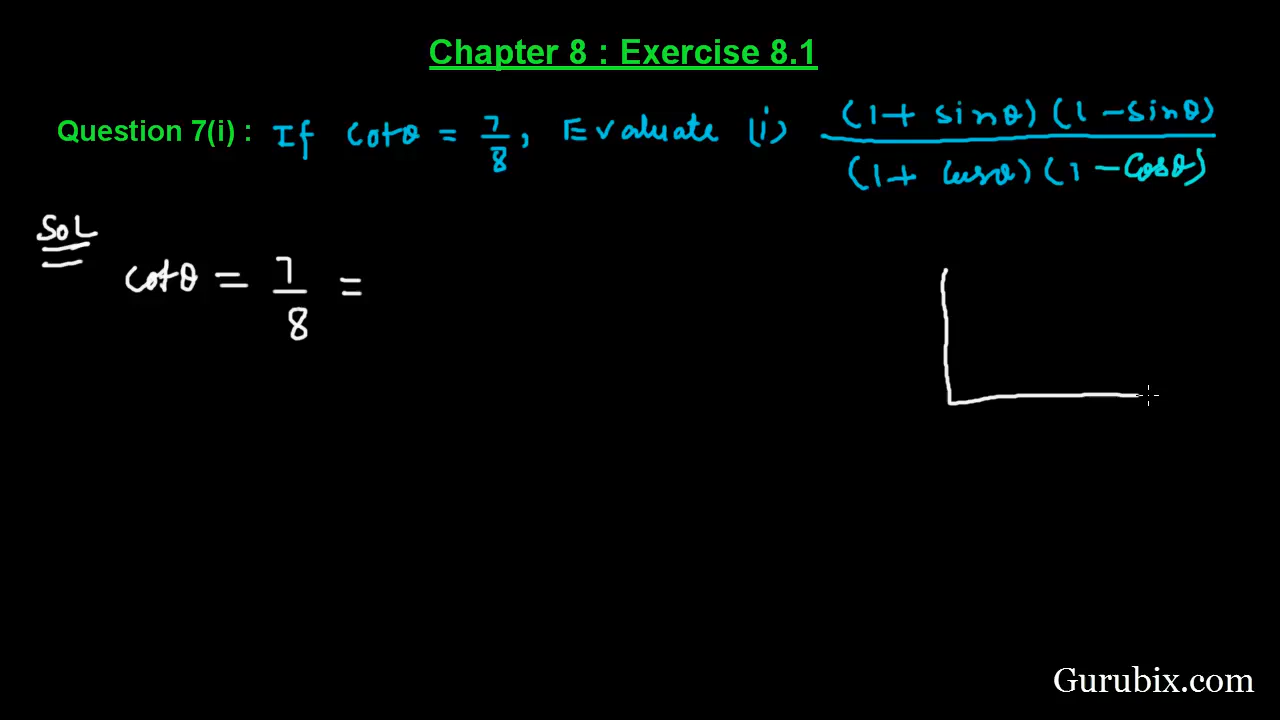 Chapter 8 : Exercise 8.1
Question 7(i) : If cotθ = 7/8, Evaluate (i) (1+ sinθ)(1-sinθ)/(1+ cosθ)(1-Cosθ)
SoL
cotθ = 7/8 =
Gurubix.com